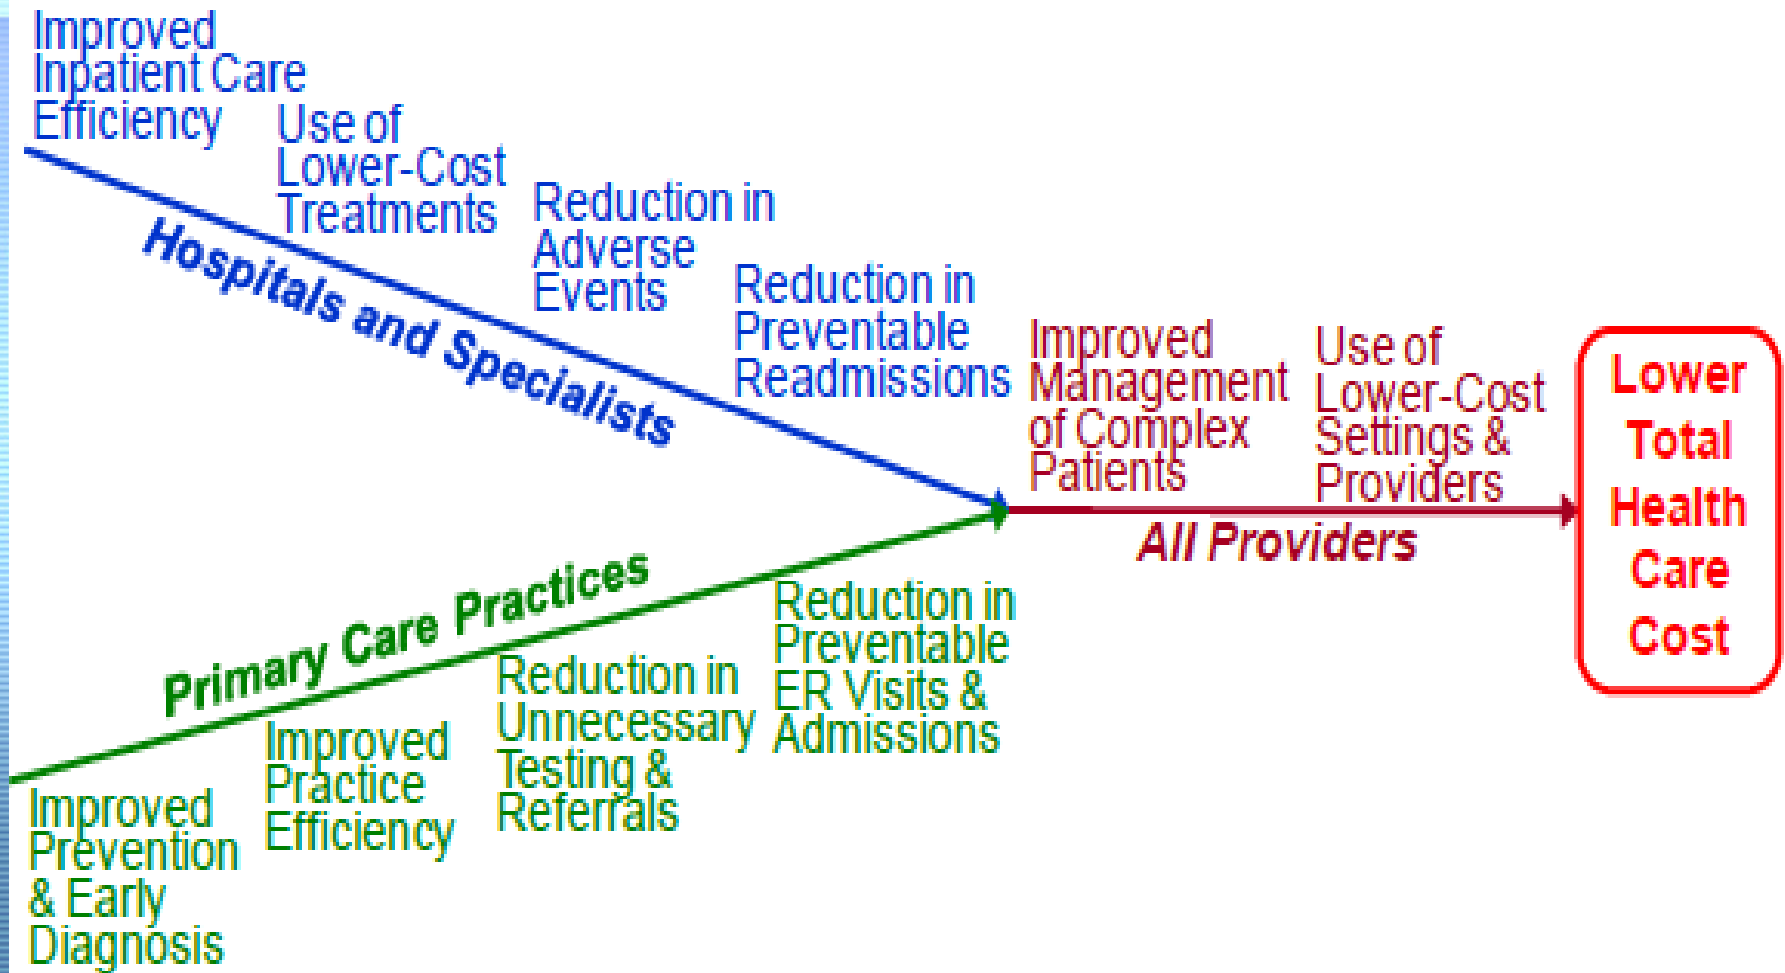 Improved
Inpatient Care
Efficiency
Use of
Lower-Cost
Treatments
Reduction in
Adverse
Events
Reduction in
Preventable
Readmissions
Hospitals and Specialists
Improved
Management
of Complex
Patients
Use of
Lower-Cost
Settings &
Providers
All Providers
Lower
Total
Health
Care
Cost
Primary Care Practices
Improved
Prevention
& Early
Diagnosis
Improved
Practice
Efficiency
Reduction in
Unnecessary
Testing &
Referrals
Reduction in
Preventable
ER Visits &
Admissions